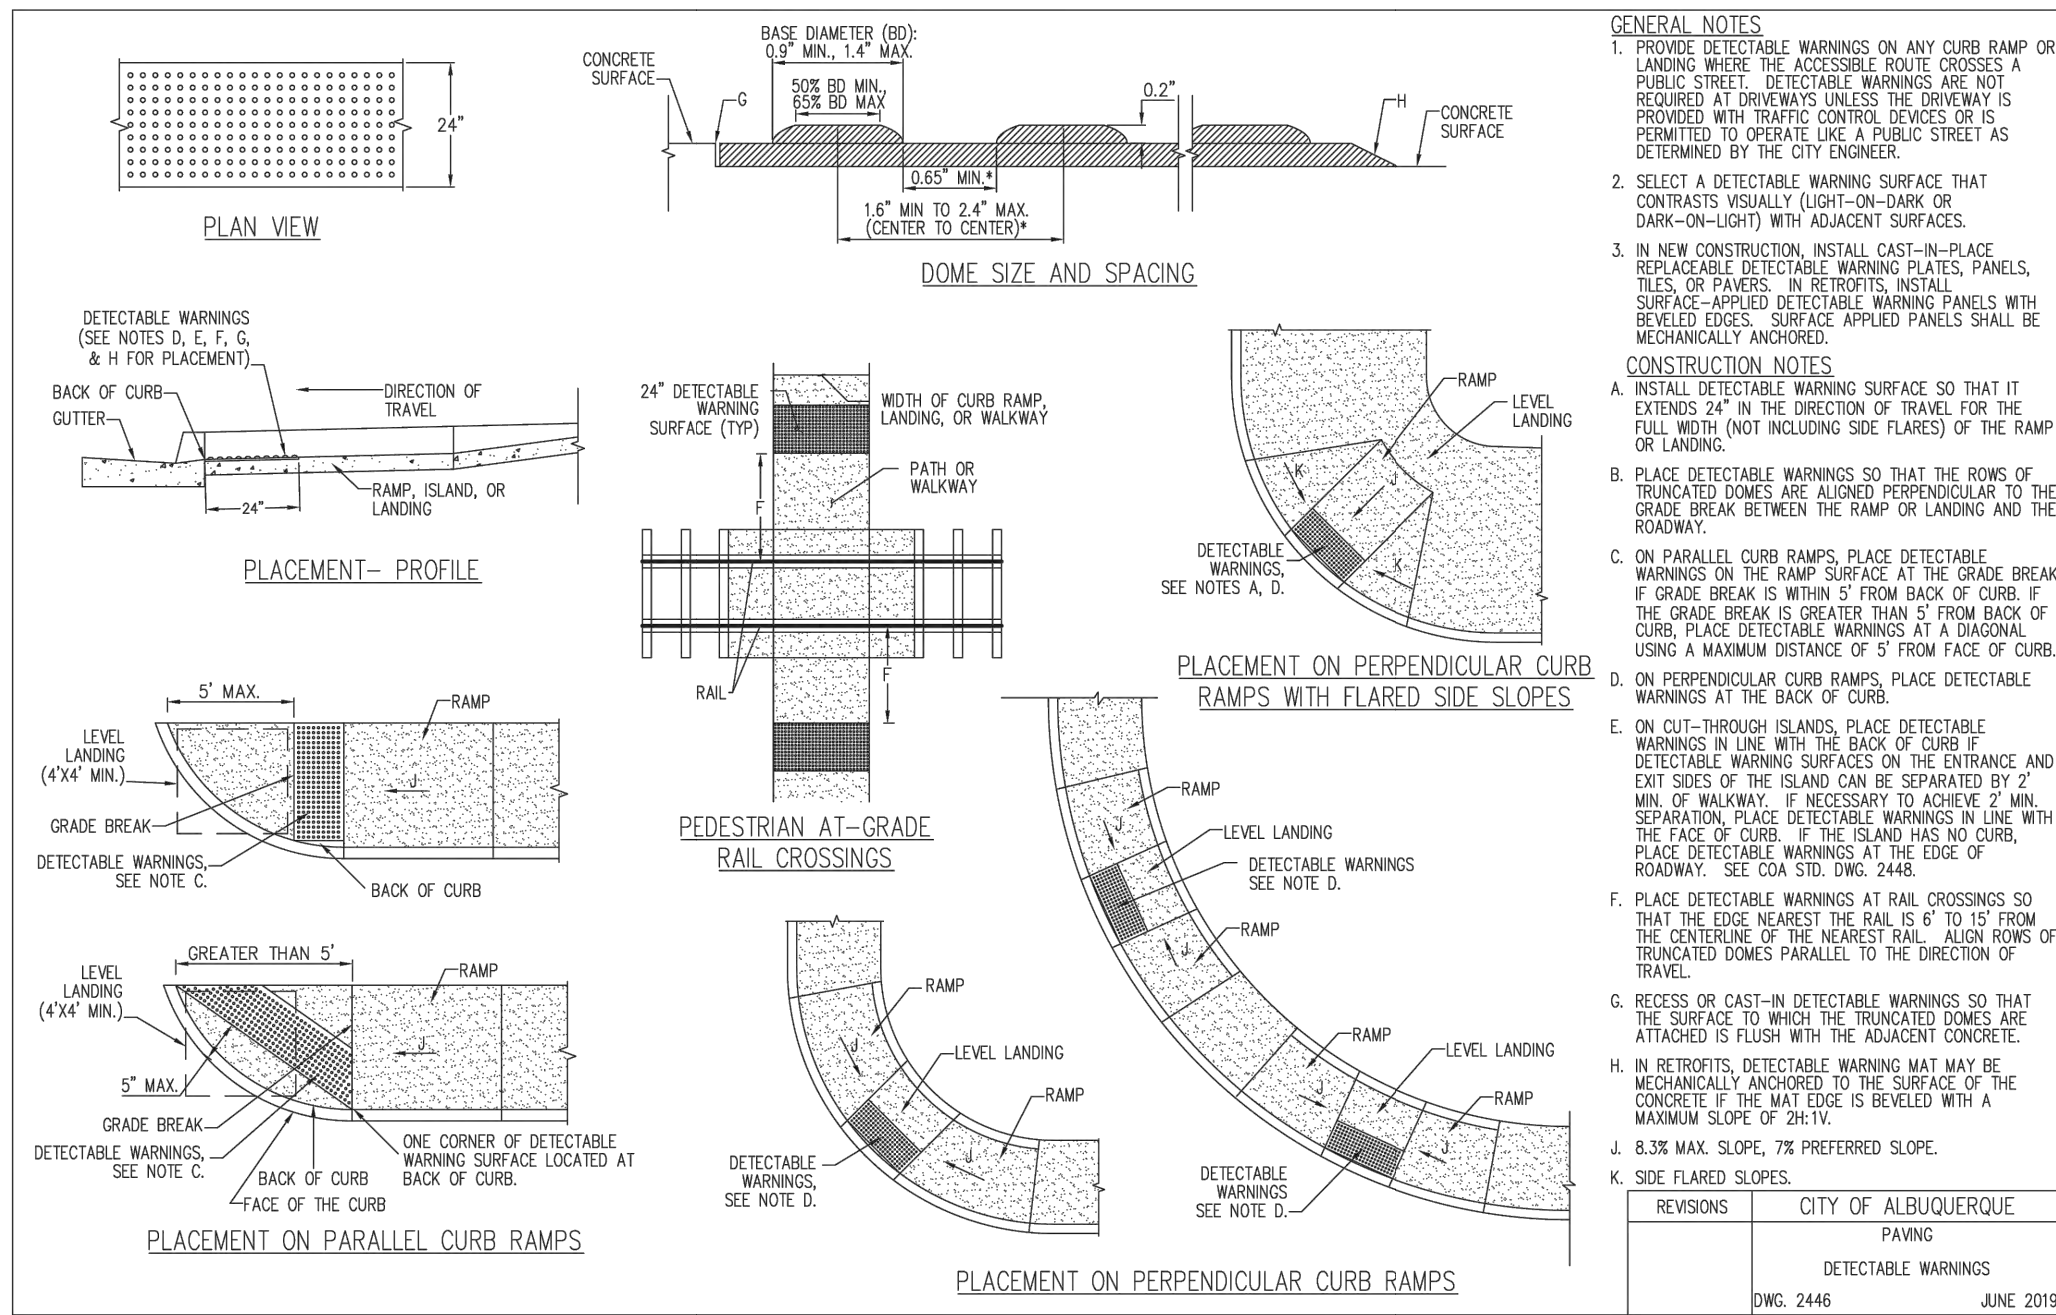 24"
PLAN VIEW
BASE DIAMETER (BD):
0.9" MIN., 1.4" MAX.
CONCRETE
SURFACE
G
50% BD MIN.,
65% BD MAX
0.2"
H
CONCRETE
SURFACE
0.65" MIN.*
1.6" MIN TO 2.4" MAX.
(CENTER TO CENTER)*
DOME SIZE AND SPACING
DETECTABLE WARNINGS
(SEE NOTES D, E, F, G,
& H FOR PLACEMENT)
BACK OF CURB
GUTTER
DIRECTION OF
TRAVEL
24"
RAMP, ISLAND, OR
LANDING
PLACEMENT- PROFILE
24" DETECTABLE
WARNING
SURFACE (TYP)
WIDTH OF CURB RAMP,
LANDING, OR WALKWAY
PATH OR
WALKWAY
F
F
RAIL
PEDESTRIAN AT-GRADE
RAIL CROSSINGS
RAMP
LEVEL
LANDING
K
J
K
DETECTABLE
WARNINGS,
SEE NOTES A, D.
PLACEMENT ON PERPENDICULAR CURB
RAMPS WITH FLARED SIDE SLOPES
5' MAX.
RAMP
LEVEL
LANDING
(4'X4' MIN.)
J
GRADE BREAK
DETECTABLE WARNINGS,
SEE NOTE C.
BACK OF CURB
GREATER THAN 5'
LEVEL
LANDING
(4'X4' MIN.)
RAMP
J
5" MAX.
GRADE BREAK
DETECTABLE WARNINGS,
SEE NOTE C.
BACK OF CURB
FACE OF THE CURB
ONE CORNER OF DETECTABLE
WARNING SURFACE LOCATED AT
BACK OF CURB.
PLACEMENT ON PARALLEL CURB RAMPS
RAMP
J
LEVEL LANDING
RAMP
J
DETECTABLE
WARNINGS,
SEE NOTE D.
RAMP
J
LEVEL LANDING
DETECTABLE WARNINGS
SEE NOTE D.
RAMP
J
RAMP
J
LEVEL LANDING
RAMP
J
DETECTABLE
WARNINGS
SEE NOTE D.
PLACEMENT ON PERPENDICULAR CURB RAMPS
GENERAL NOTES
1. PROVIDE DETECTABLE WARNINGS ON ANY CURB RAMP OR
LANDING WHERE THE ACCESSIBLE ROUTE CROSSES A
PUBLIC STREET. DETECTABLE WARNINGS ARE NOT
REQUIRED AT DRIVEWAYS UNLESS THE DRIVEWAY IS
PROVIDED WITH TRAFFIC CONTROL DEVICES OR IS
PERMITTED TO OPERATE LIKE A PUBLIC STREET AS
DETERMINED BY THE CITY ENGINEER.
2. SELECT A DETECTABLE WARNING SURFACE THAT
CONTRASTS VISUALLY (LIGHT-ON-DARK OR
DARK-ON-LIGHT) WITH ADJACENT SURFACES.
3. IN NEW CONSTRUCTION, INSTALL CAST-IN-PLACE
REPLACEABLE DETECTABLE WARNING PLATES, PANELS,
TILES, OR PAVERS. IN RETROFITS, INSTALL
SURFACE-APPLIED DETECTABLE WARNING PANELS WITH
BEVELED EDGES. SURFACE APPLIED PANELS SHALL BE
MECHANICALLY ANCHORED.
CONSTRUCTION NOTES
A. INSTALL DETECTABLE WARNING SURFACE SO THAT IT
EXTENDS 24" IN THE DIRECTION OF TRAVEL FOR THE
FULL WIDTH (NOT INCLUDING SIDE FLARES) OF THE RAMP
OR LANDING.
B. PLACE DETECTABLE WARNINGS SO THAT THE ROWS OF
TRUNCATED DOMES ARE ALIGNED PERPENDICULAR TO THE
GRADE BREAK BETWEEN THE RAMP OR LANDING AND THE
ROADWAY.
C. ON PARALLEL CURB RAMPS, PLACE DETECTABLE
WARNINGS ON THE RAMP SURFACE AT THE GRADE BREAK
IF GRADE BREAK IS WITHIN 5' FROM BACK OF CURB. IF
THE GRADE BREAK IS GREATER THAN 5' FROM BACK OF
CURB, PLACE DETECTABLE WARNINGS AT A DIAGONAL
USING A MAXIMUM DISTANCE OF 5' FROM FACE OF CURB.
D. ON PERPENDICULAR CURB RAMPS, PLACE DETECTABLE
WARNINGS AT THE BACK OF CURB.
E. ON CUT-THROUGH ISLANDS, PLACE DETECTABLE
WARNINGS IN LINE WITH THE BACK OF CURB IF
DETECTABLE WARNING SURFACES ON THE ENTRANCE AND
EXIT SIDES OF THE ISLAND CAN BE SEPARATED BY 2'
MIN. OF WALKWAY. IF NECESSARY TO ACHIEVE 2' MIN.
SEPARATION, PLACE DETECTABLE WARNINGS IN LINE WITH
THE FACE OF CURB. IF THE ISLAND HAS NO CURB,
PLACE DETECTABLE WARNINGS AT THE EDGE OF
ROADWAY. SEE COA STD. DWG. 2448.
F. PLACE DETECTABLE WARNINGS AT RAIL CROSSINGS SO
THAT THE EDGE NEAREST THE RAIL IS 6' TO 15' FROM
THE CENTERLINE OF THE NEAREST RAIL. ALIGN ROWS OF
TRUNCATED DOMES PARALLEL TO THE DIRECTION OF
TRAVEL.
G. RECESS OR CAST-IN DETECTABLE WARNINGS SO THAT
THE SURFACE TO WHICH THE TRUNCATED DOMES ARE
ATTACHED IS FLUSH WITH THE ADJACENT CONCRETE.
H. IN RETROFITS, DETECTABLE WARNING MAT MAY BE
MECHANICALLY ANCHORED TO THE SURFACE OF THE
CONCRETE IF THE MAT EDGE IS BEVELED WITH A
MAXIMUM SLOPE OF 2H:1V.
J. 8.3% MAX. SLOPE, 7% PREFERRED SLOPE.
K. SIDE FLARED SLOPES.
REVISIONS
CITY OF ALBUQUERQUE
PAVING
DETECTABLE WARNINGS
DWG. 2446 JUNE 2019